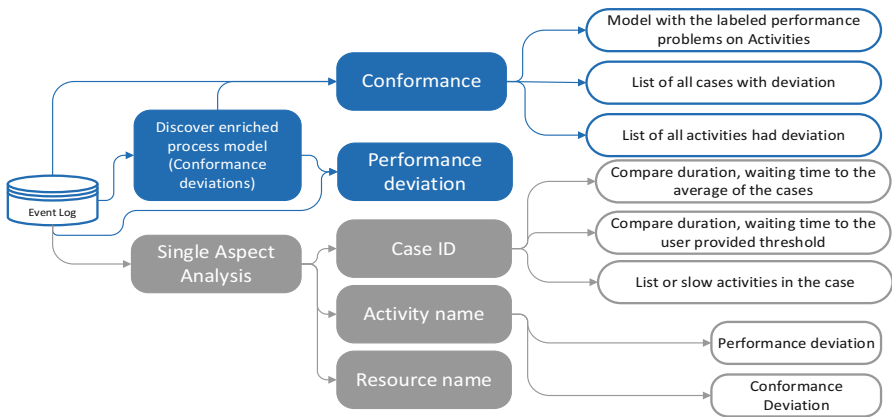 Model with the labeled performance
problems on Activities
Conformance
List of all cases with deviation
Discover enriched
process model
(Conformance
deviations)
List of all activities had deviation
Performance
deviation
Compare duration, waiting time to the
average of the cases
Event Log
Single Aspect
Analysis
Case ID
Compare duration, waiting time to the
user provided threshold
List or slow activities in the case
Activity name
Performance deviation
Resource name
Conformance
Deviation